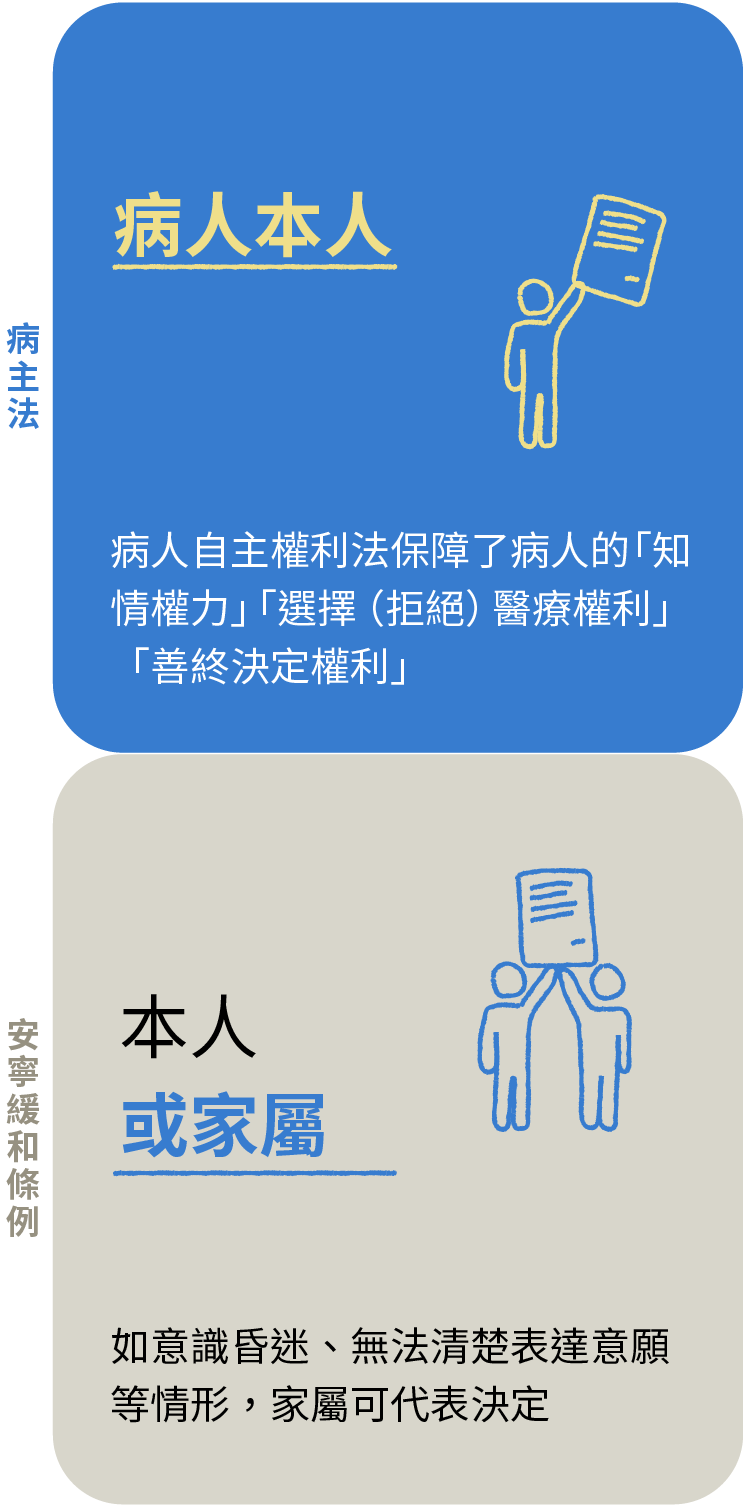 病主法
病人本人
病人自主權利法保障了病人的「知
情權力」「選擇（拒絕）醫療權利」
「善終決定權利」
安寧緩和條例
本人
或家屬
如意識昏迷、無法清楚表達意願
等情形，家屬可代表決定